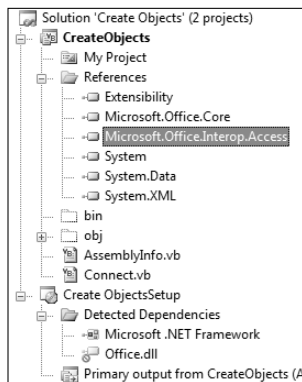 Solution 'Create Objects' (2 projects)
CreateObjects
My Project
References
Extensibility
Microsoft.Office.Core
Microsoft.Office.Interop.Access
System
System.Data
System.XML
bin
obj
AssemblyInfo.vb
Connect.vb
Create ObjectsSetup
Detected Dependencies
Microsoft .NET Framework
Office.dll
Primary output from CreateObjects (A